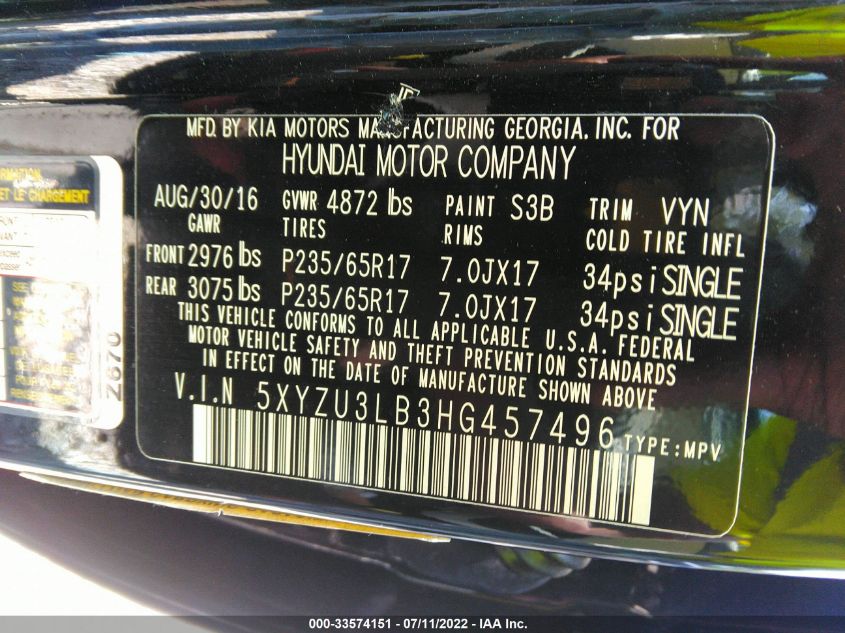 MFD. BY KIA MOTORS MANUFACTURING GEORGIA, INC. FOR
HYUNDAI MOTOR COMPANY
AUG/30/16 GVWR 4872 lbs PAINT S3B TRIM VYN
GAWR TIRES RIMS COLD TIRE INFL
FRONT 2976 lbs P235/65R17 7.0JX17 34psi SINGLE
REAR 3075 lbs P235/65R17 7.0JX17 34psi SINGLE
THIS VEHICLE CONFORMS TO ALL APPLICABLE U.S.A. FEDERAL
MOTOR VEHICLE SAFETY AND THEFT PREVENTION STANDARDS
IN EFFECT ON THE DATE OF MANUFACTURE SHOWN ABOVE
V.I.N 5XYZU3LB3HG457496 TYPE:MPV
ET LE CHARGEMENT
Z670
000-33574151 / 07/11/2022 - IAA Inc.